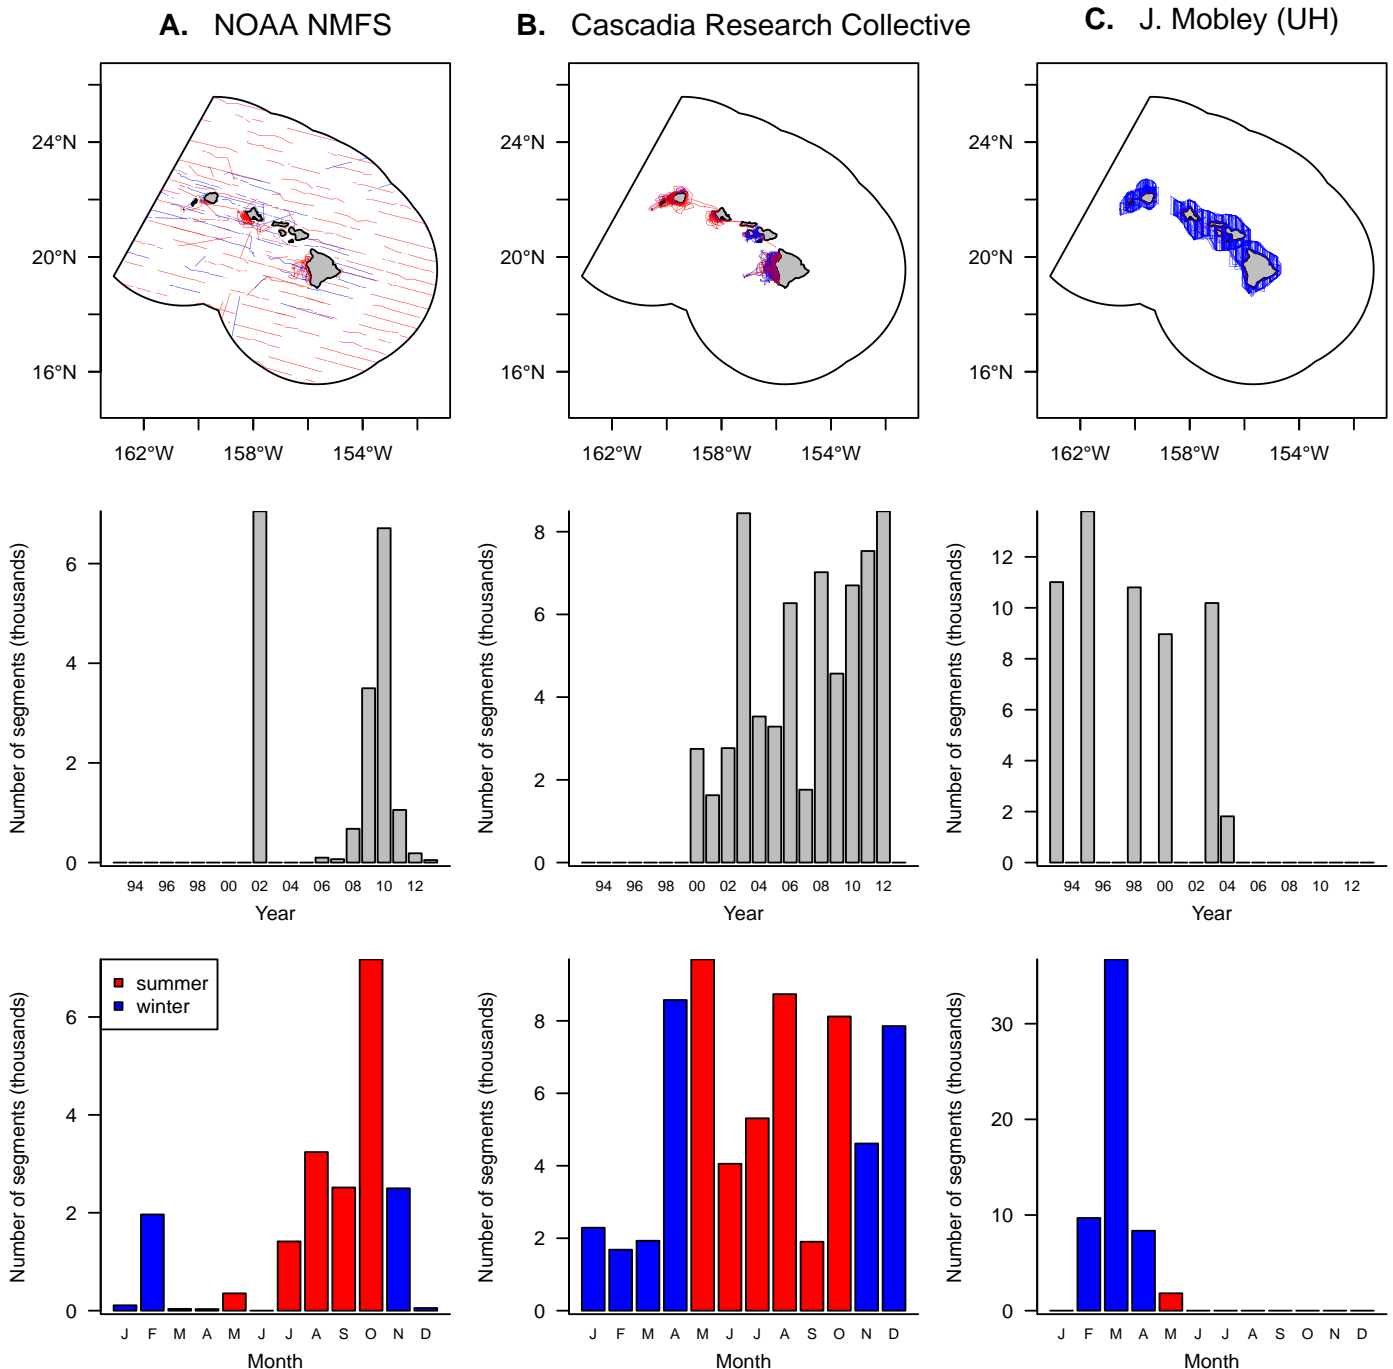 A. NOAA NMFS
B. Cascadia Research Collective
C. J. Mobley (UH)
24°N
20°N
16°N
162°W 158°W 154°W
24°N
20°N
16°N
162°W 158°W 154°W
24°N
20°N
16°N
162°W 158°W 154°W
Number of segments (thousands)
6
4
2
0
94 96 98 00 02 04 06 08 10 12
Year
Number of segments (thousands)
8
6
4
2
0
94 96 98 00 02 04 06 08 10 12
Year
Number of segments (thousands)
12
10
8
6
4
2
0
94 96 98 00 02 04 06 08 10 12
Year
Number of segments (thousands)
summer
winter
6
4
2
0
J F M A M J J A S O N D
Month
Number of segments (thousands)
8
6
4
2
0
J F M A M J J A S O N D
Month
Number of segments (thousands)
30
20
10
0
J F M A M J J A S O N D
Month